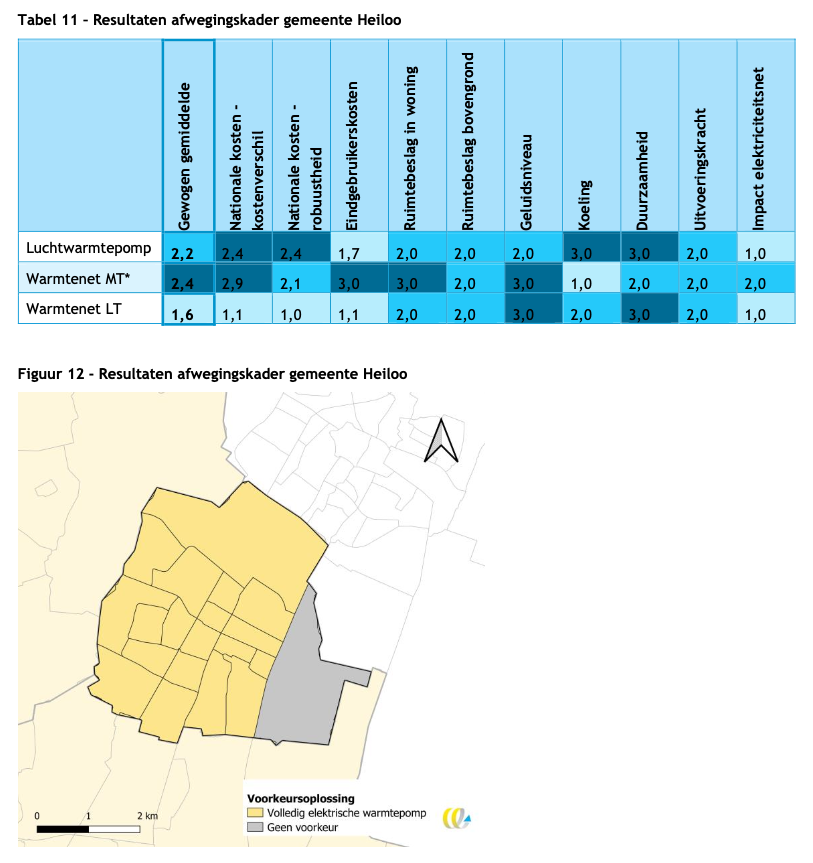 Tabel 11 – Resultaten afwegingskader gemeente Heiloo
Gewogen gemiddelde
Nationale kosten -
kostenverschil
Nationale kosten -
robuustheid
Eindgebruikerskosten
Ruimtebeslag in woning
Ruimtebeslag bovengrond
Geluidsniveau
Koeling
Duurzaamheid
Uitvoeringskracht
Impact elektriciteitsnet
Luchtwarmtepomp 2,2 2,4 2,4 1,7 2,0 2,0 2,0 3,0 3,0 2,0 1,0
Warmtenet MT* 2,4 2,9 2,1 3,0 3,0 2,0 3,0 1,0 2,0 2,0 2,0
Warmtenet LT 1,6 1,1 1,0 1,1 2,0 2,0 3,0 2,0 3,0 2,0 1,0
Figuur 12 - Resultaten afwegingskader gemeente Heiloo
Voorkeursoplossing
Volledig elektrische warmtepomp
Geen voorkeur
0 1 2 km